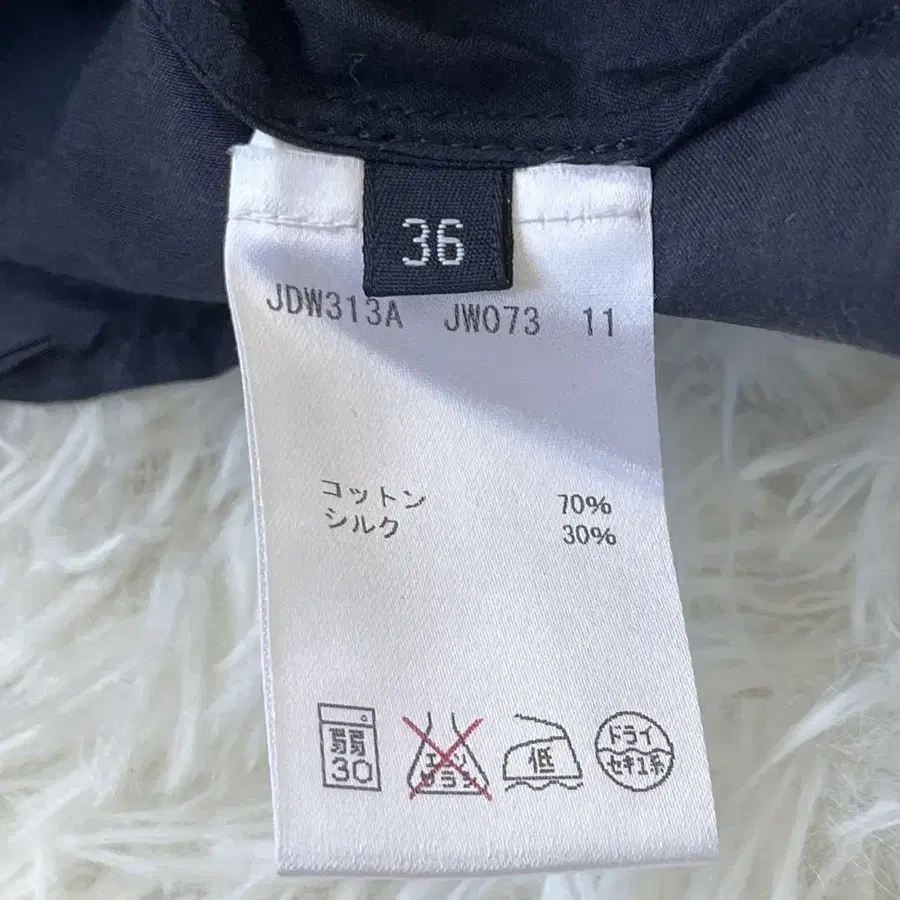 36
JDW313A JW073 11
コットン 70%
シルク 30%
弱
30
エンソ
サラシ
低
ドライ
セキユ系